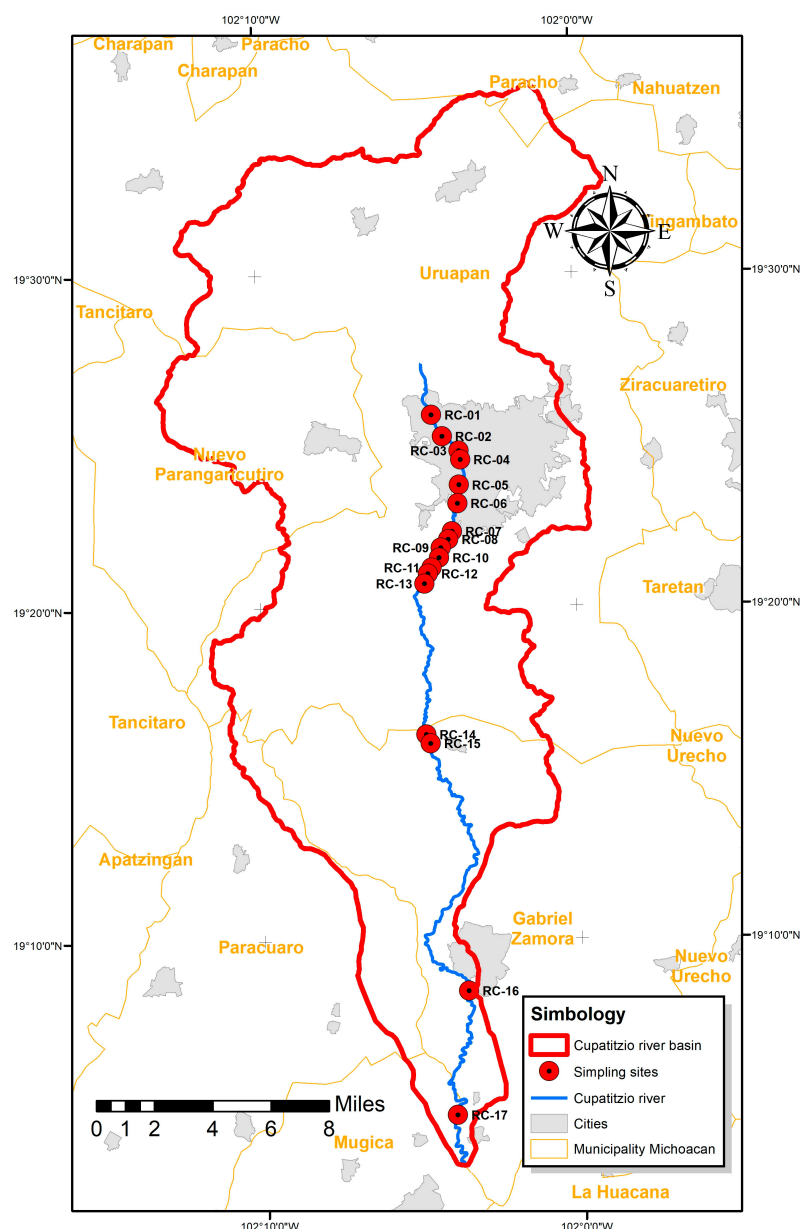 102°10'0"W
102°0'0"W
Charapan
Paracho
Charapan
Paracho
Nahuatzen
N
W
E
S
ingambato
Uruapan
19°30'0"N
19°30'0"N
Tancitaro
Ziracuaretiro
RC-01
RC-02
RC-03
RC-04
Nuevo
Parangaricutiro
RC-05
RC-06
RC-07
RC-08
RC-09
RC-10
RC-11
RC-12
RC-13
Taretan
19°20'0"N
19°20'0"N
Tancitaro
RC-14
RC-15
Nuevo
Urecho
Apatzingán
Gabriel
Zamora
Paracuaro
19°10'0"N
19°10'0"N
Nuevo
Urecho
RC-16
Simbology
Cupatitzio river basin
Simpling sites
Cupatitzio river
Cities
Municipality Michoacan
Miles
0 1 2 4 6 8
RC-17
Mugica
La Huacana
102°10'0"W
102°0'0"W